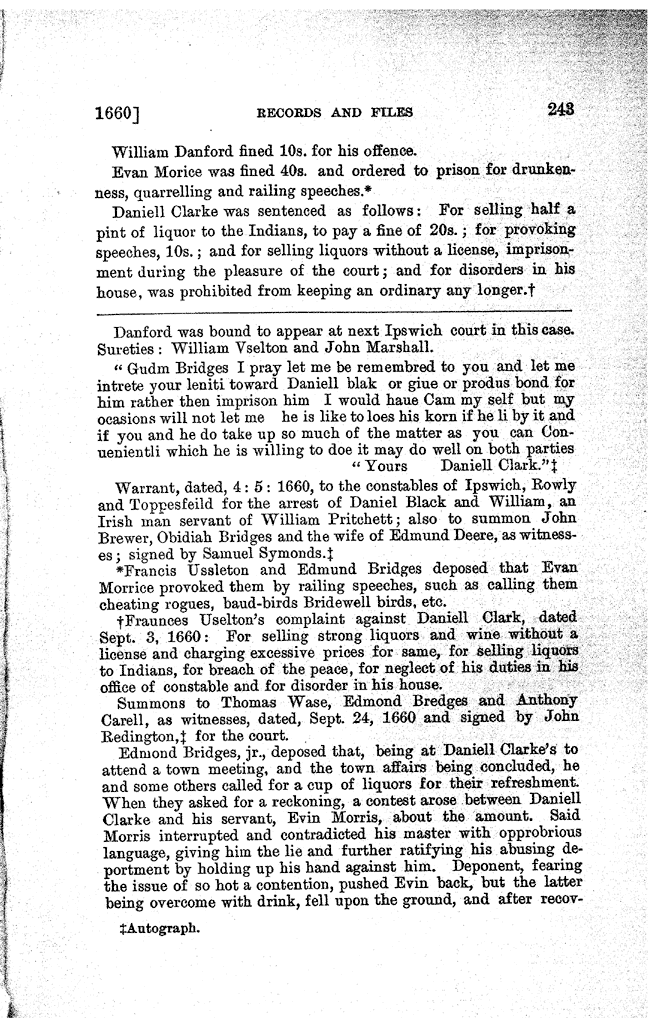 1660] RECORDS AND FILES 243
William Danford fined 10s. for his offence.
Evan Morice was fined 40s. and ordered to prison for drunken-
ness, quarrelling and railing speeches.*
Daniell Clarke was sentenced as follows: For selling half a
pint of liquor to the Indians, to pay a fine of 20s.; for provoking
speeches, 10s.; and for selling liquors without a license, imprison-
ment during the pleasure of the court; and for disorders in his
house, was prohibited from keeping an ordinary any longer.†
Danford was bound to appear at next Ipswich court in this case.
Sureties: William Vselton and John Marshall.
“ Gudm Bridges I pray let me be remembred to you and let me
intrete your leniti toward Daniell blak or giue or produs bond for
him rather then imprison him I would haue Cam my self but my
ocasions will not let me he is like to loes his korn if he li by it and
if you and he do take up so much of the matter as you can Con-
uenientli which he is willing to doe it may do well on both parties
“ Yours Daniell Clark.”‡
Warrant, dated, 4: 5: 1660, to the constables of Ipswich, Rowly
and Toppesfeild for the arrest of Daniel Black and William, an
Irish man servant of William Pritchett; also to summon John
Brewer, Obidiah Bridges and the wife of Edmund Deere, as witness-
es; signed by Samuel Symonds.‡
*Francis Ussleton and Edmund Bridges deposed that Evan
Morrice provoked them by railing speeches, such as calling them
cheating rogues, baud-birds Bridewell birds, etc.
†Fraunces Uselton's complaint against Daniell Clark, dated
Sept. 3, 1660: For selling strong liquors and wine without a
license and charging excessive prices for same, for selling liquors
to Indians, for breach of the peace, for neglect of his duties in his
office of constable and for disorder in his house.
Summons to Thomas Wase, Edmond Bredges and Anthony
Carell, as witnesses, dated, Sept. 24, 1660 and signed by John
Redington,‡ for the court.
Edmond Bridges, jr., deposed that, being at Daniell Clarke's to
attend a town meeting, and the town affairs being concluded, he
and some others called for a cup of liquors for their refreshment.
When they asked for a reckoning, a contest arose between Daniell
Clarke and his servant, Evin Morris, about the amount. Said
Morris interrupted and contradicted his master with opprobrious
language, giving him the lie and further ratifying his abusing de-
portment by holding up his hand against him. Deponent, fearing
the issue of so hot a contention, pushed Evin back, but the latter
being overcome with drink, fell upon the ground, and after recov-
‡Autograph.